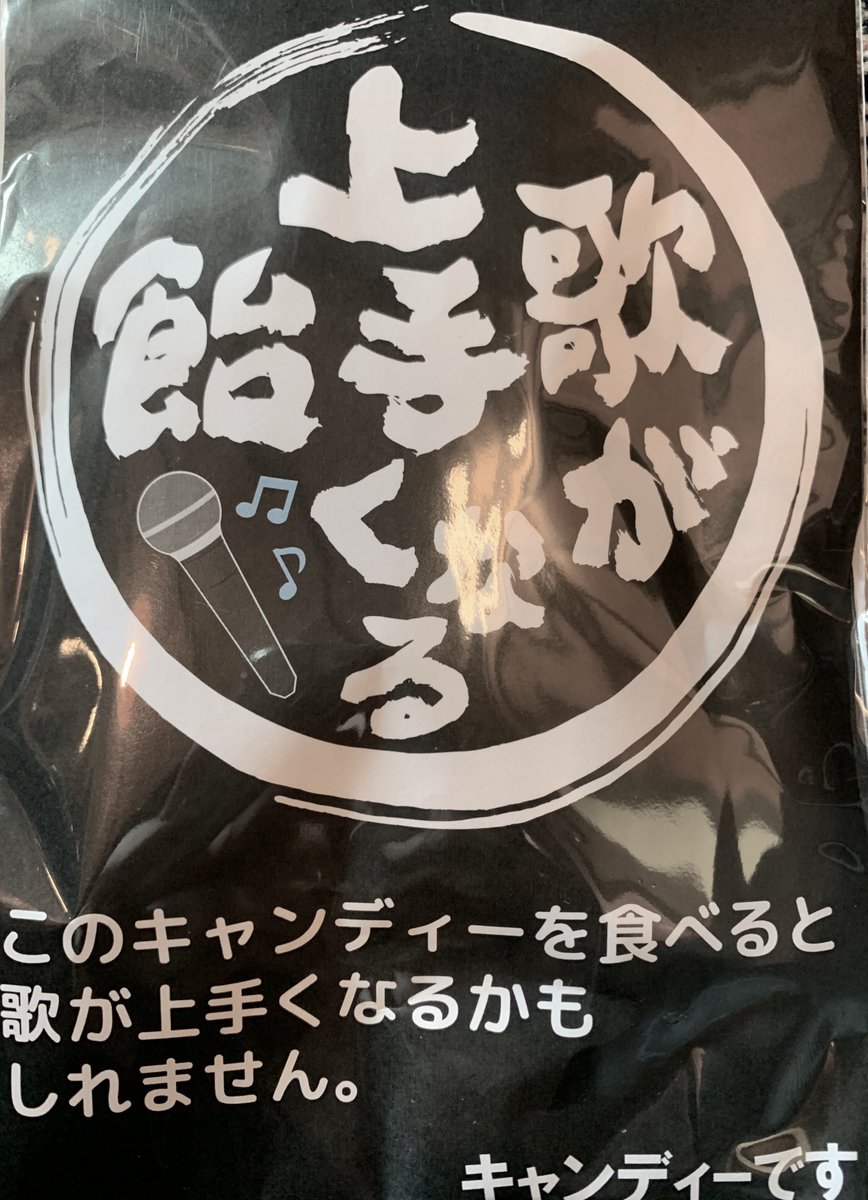 歌が
上手くなる
飴
このキャンディーを食べると
歌が上手くなるかも
しれません。
キャンディーです